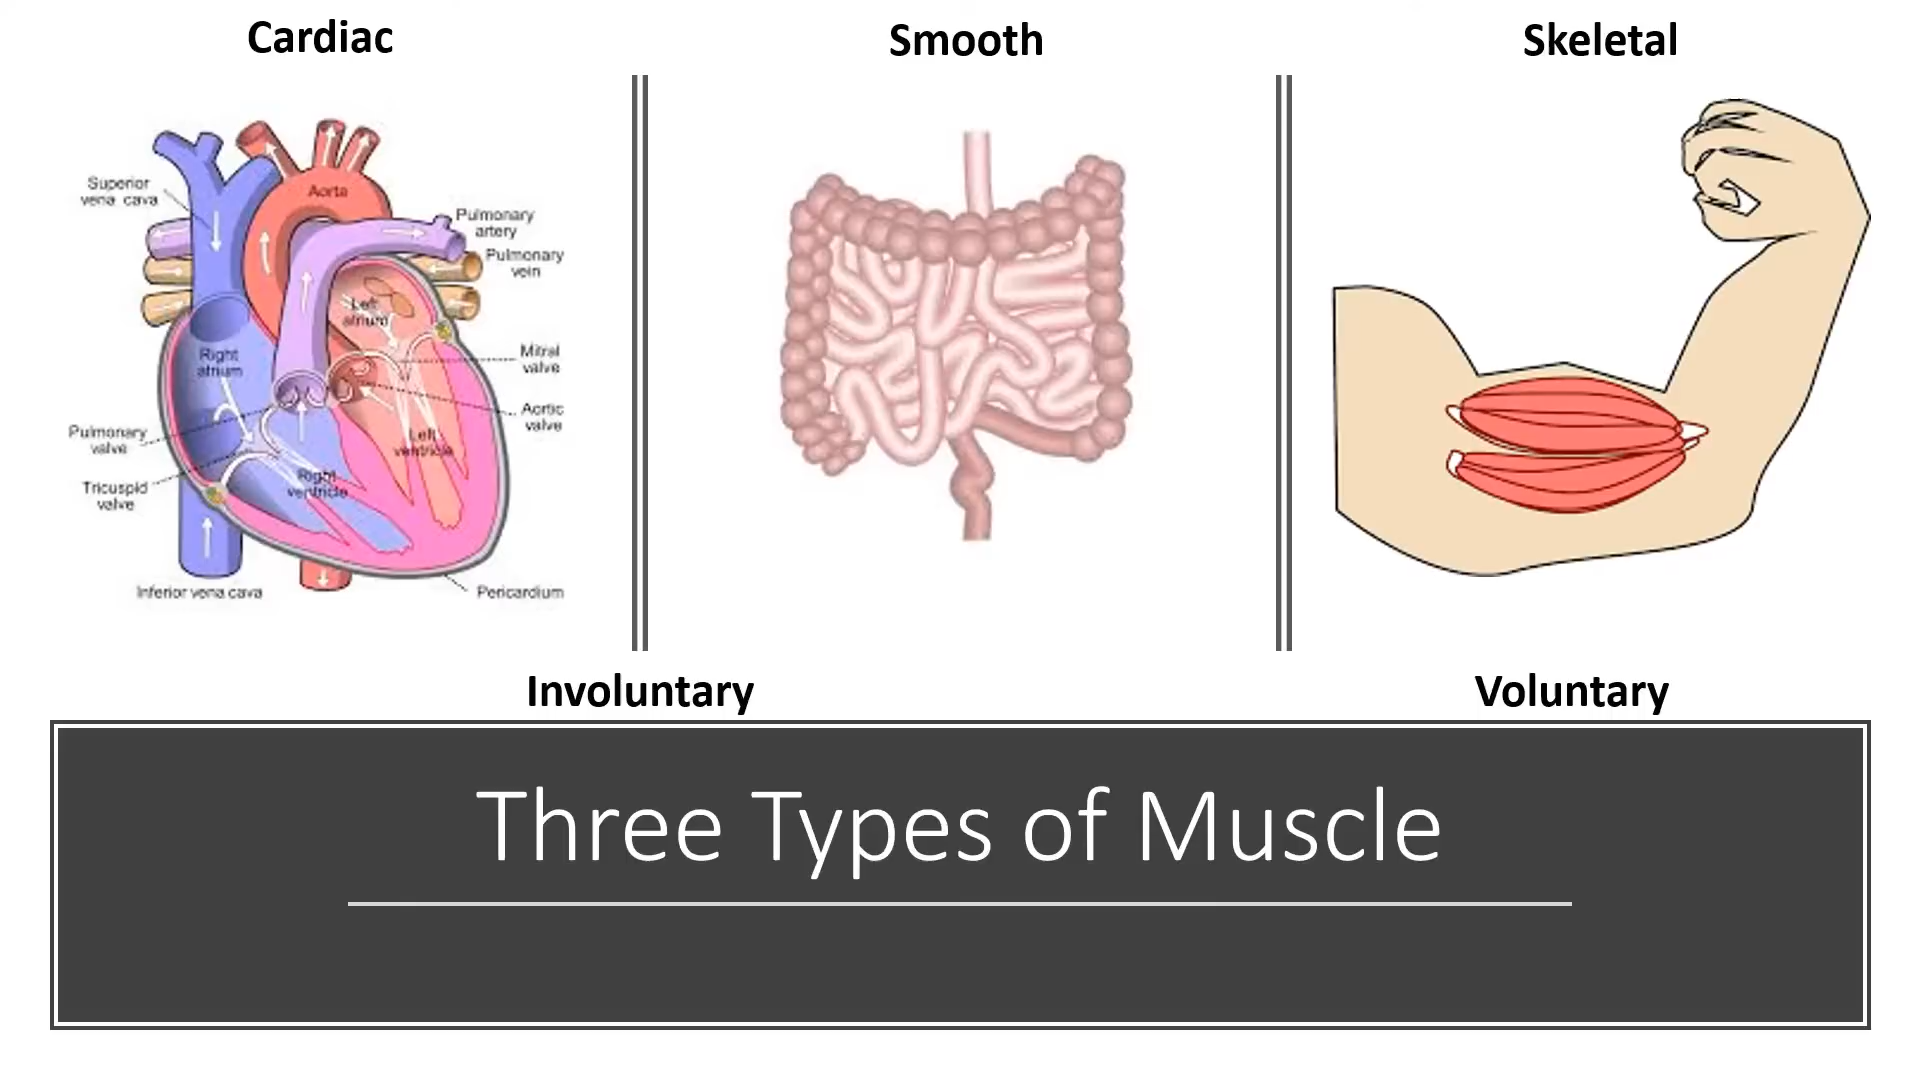 Cardiac
Smooth
Skeletal
Superior
vena cava
Aorta
Pulmonary
artery
Pulmonary
vein
Left
atrium
Right
atrium
Mitral
valve
Aortic
valve
Pulmonary
valve
Left
ventricle
Right
ventricle
Tricuspid
valve
Inferior vena cava
Pericardium
Involuntary
Voluntary
Three Types of Muscle